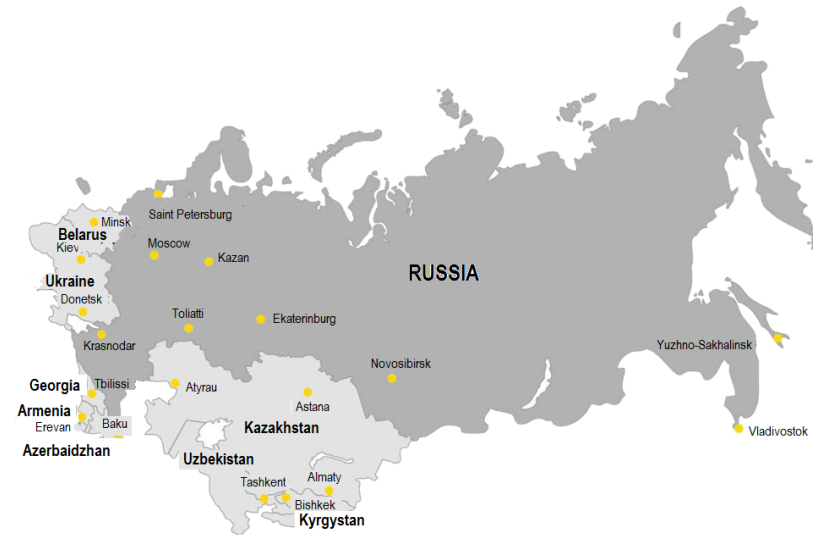 Saint Petersburg
Minsk
Belarus
Kiev
Moscow
Kazan
RUSSIA
Ukraine
Donetsk
Toliatti
Ekaterinburg
Krasnodar
Yuzhno-Sakhalinsk
Novosibirsk
Georgia
Tbilissi
Atyrau
Astana
Armenia
Erevan
Baku
Kazakhstan
Vladivostok
Azerbaidzhan
Uzbekistan
Tashkent
Almaty
Bishkek
Kyrgystan